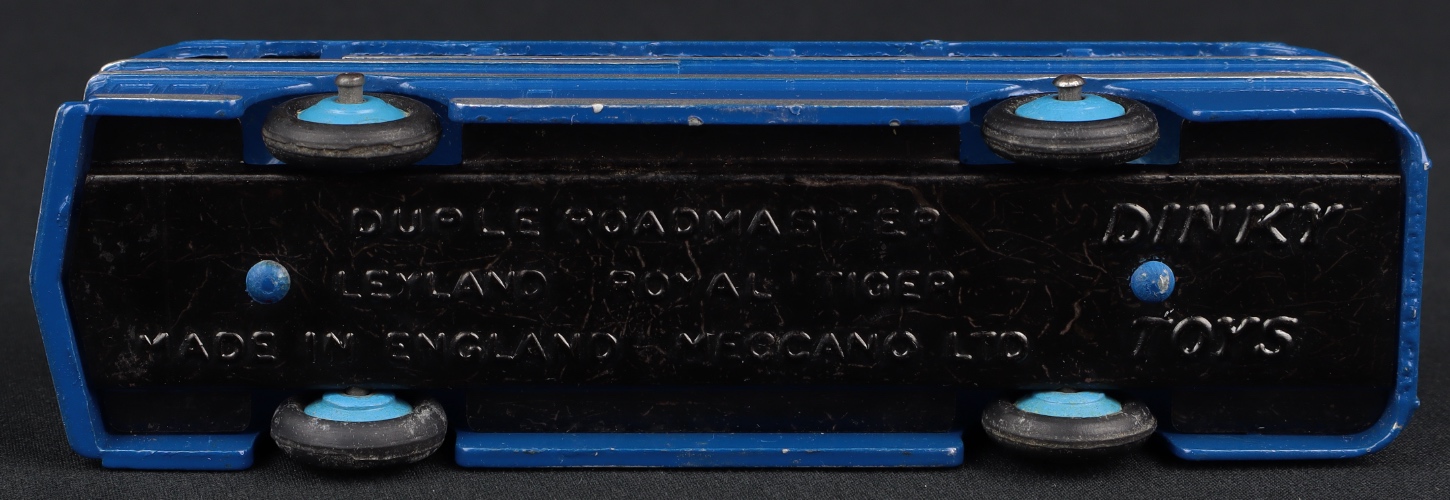 DUPLE ROADMASTER
LEYLAND ROYAL TIGER
MADE IN ENGLAND MECCANO LTD
DINKY
TOYS